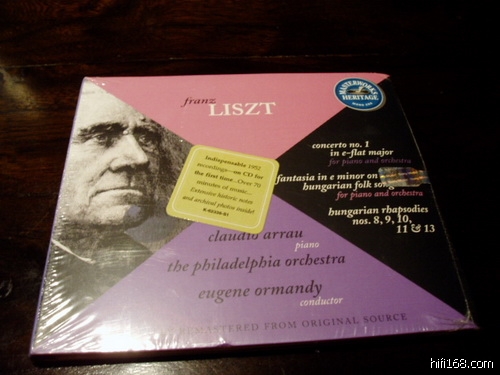 franz
LISZT
MASTERWORKS
HERITAGE
concerto no. 1
in e-flat major
for piano and orchestra
fantasia in e minor on
hungarian folk song
for piano and orchestra
hungarian rhapsodies
nos. 8, 9, 10,
11 & 13
Indispensable 1952
recordings—on CD for
the first time. Over 70
minutes of music.
Extensive historic notes
and archival photos inside!
claudio arrau
piano
the philadelphia orchestra
eugene ormandy
conductor
REMASTERED FROM ORIGINAL SOURCE
hifi168.com